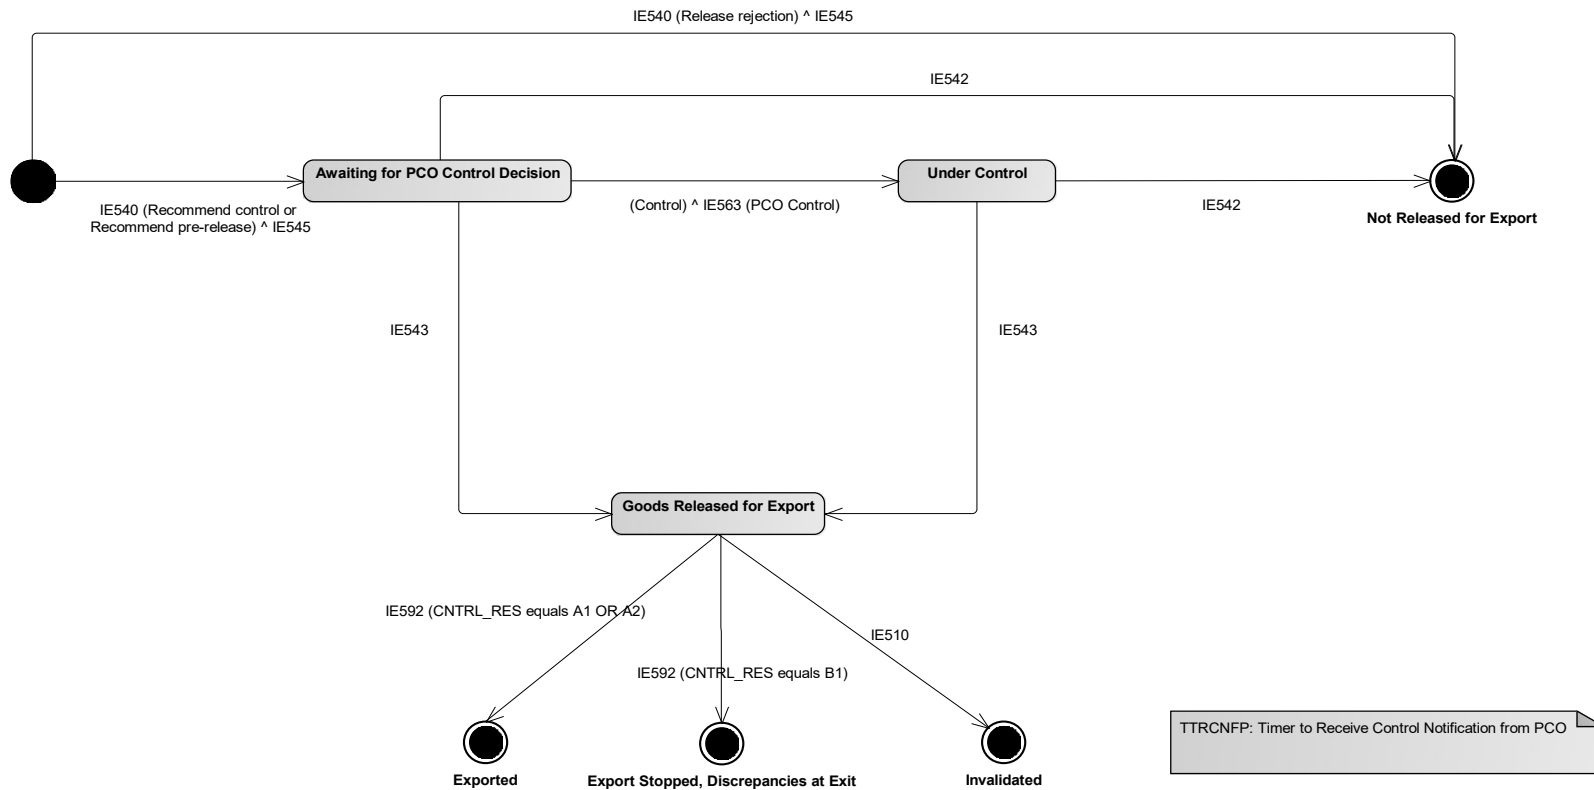 IE540 (Release rejection) ^ IE545
IE542
Awaiting for PCO Control Decision
Under Control
IE540 (Recommend control or
Recommend pre-release) ^ IE545
(Control) ^ IE563 (PCO Control)
IE542
Not Released for Export
IE543
IE543
Goods Released for Export
IE592 (CNTRL_RES equals A1 OR A2)
IE510
IE592 (CNTRL_RES equals B1)
TTRCNFP: Timer to Receive Control Notification from PCO
Exported
Export Stopped, Discrepancies at Exit
Invalidated